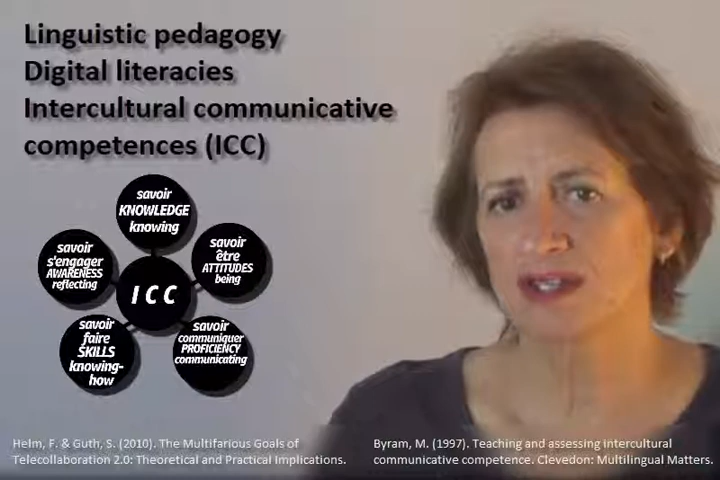 Linguistic pedagogy
Digital literacies
Intercultural communicative
competences (ICC)
savoir
KNOWLEDGE
knowing
savoir
s'engager
AWARENESS
reflecting
savoir
être
ATTITUDES
being
I C C
savoir
faire
SKILLS
knowing-
how
savoir
communiquer
PROFICIENCY
communicating
Helm, F. & Guth, S. (2010). The Multifarious Goals of
Telecollaboration 2.0: Theoretical and Practical Implications.
Byram, M. (1997). Teaching and assessing intercultural
communicative competence. Clevedon: Multilingual Matters.